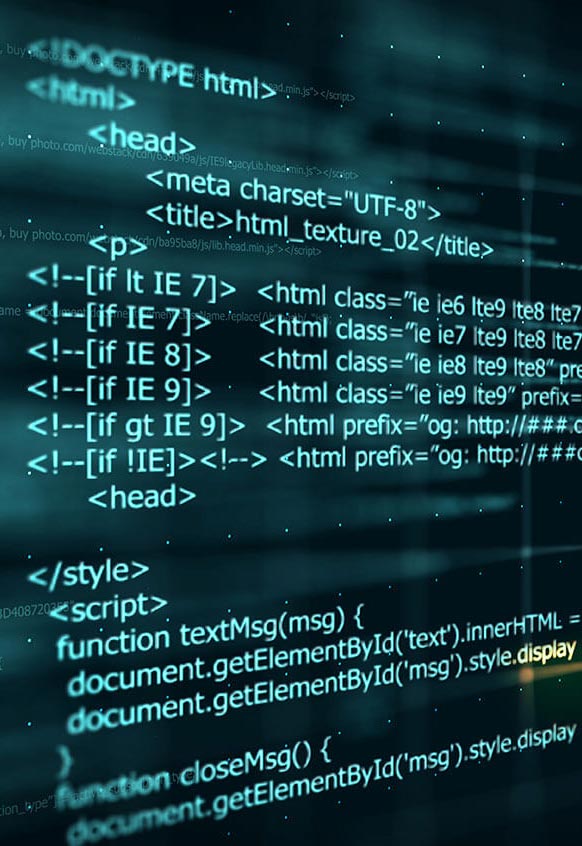 <!DOCTYPE html>
<html>
<head>
<meta charset="UTF-8">
<title>html_texture_02</title>
<p>
<!--[if lt IE 7]> <html class="ie ie6 lte9 lte8 lte7
<!--[if IE 7]> <html class="ie ie7 lte9 lte8 lte7
<!--[if IE 8]> <html class="ie ie8 lte9 lte8" pre
<!--[if IE 9]> <html class="ie ie9 lte9" prefix=
<!--[if gt IE 9]> <html prefix="og: http://###.
<!--[if !IE]><!--> <html prefix="og: http://###
<head>
</style>
<script>
function textMsg(msg) {
document.getElementById('text').innerHTML =
document.getElementById('msg').style.display
}
function closeMsg() {
document.getElementById('msg').style.display